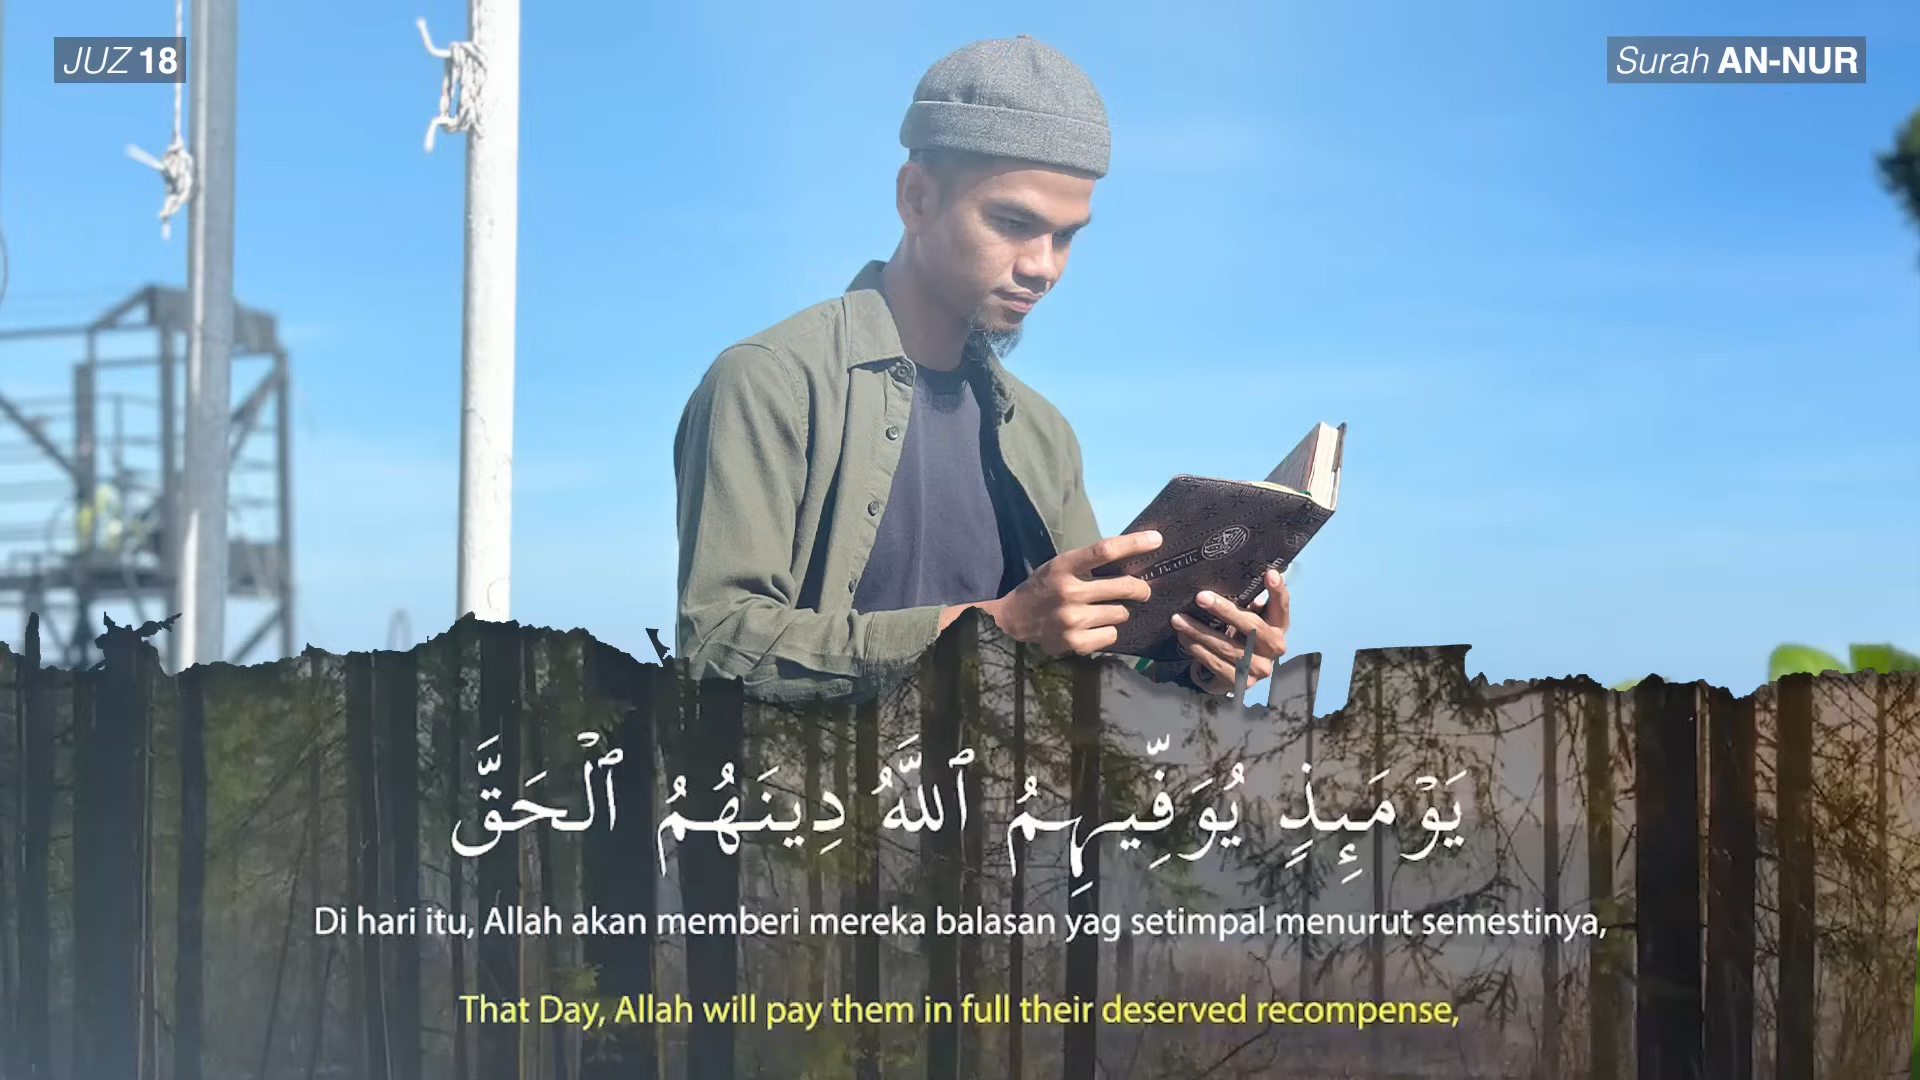 JUZ 18
Surah AN-NUR
يَوْمَئِذٍ يُوَفِّيهِمُ ٱللَّهُ دِينَهُمُ ٱلْحَقَّ
Di hari itu, Allah akan memberi mereka balasan yag setimpal menurut semestinya,
That Day, Allah will pay them in full their deserved recompense,